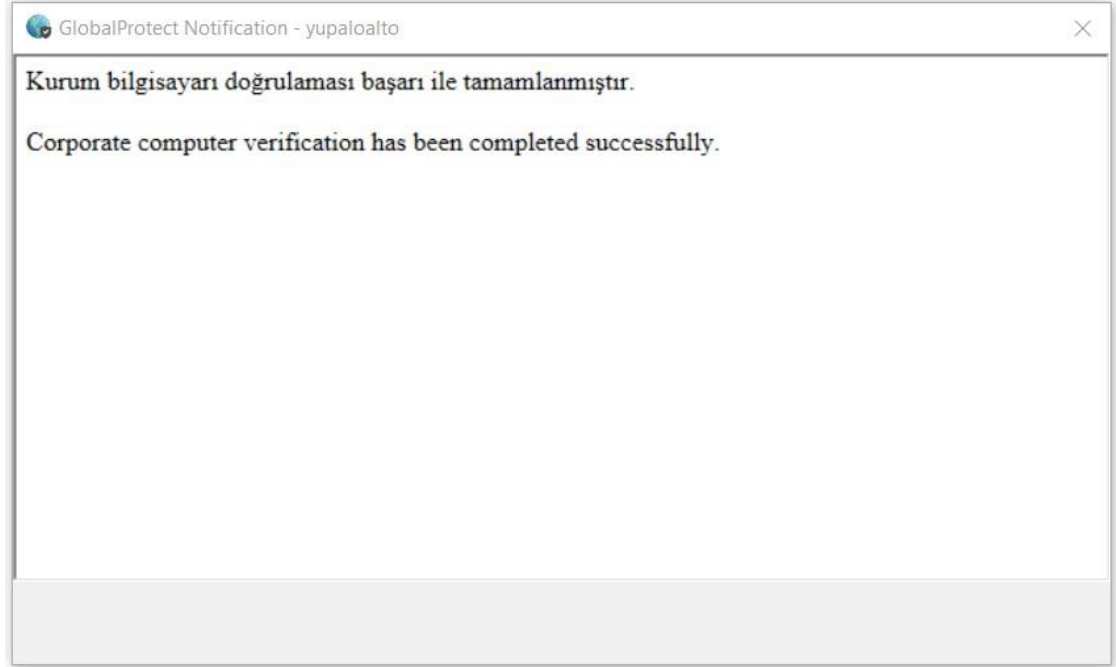 GlobalProtect Notification - yupaloalto
Kurum bilgisayarı doğrulaması başarı ile tamamlanmıştır.
Corporate computer verification has been completed successfully.